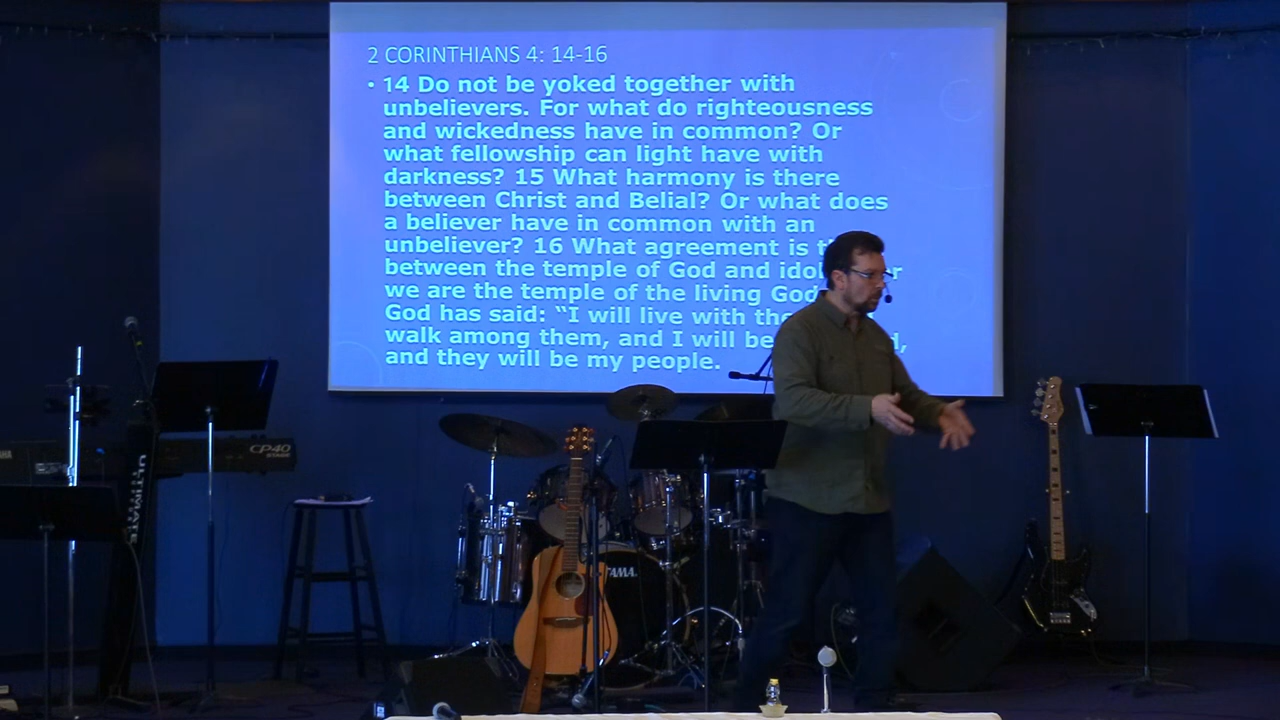 2 CORINTHIANS 4: 14-16
• 14 Do not be yoked together with
unbelievers. For what do righteousness
and wickedness have in common? Or
what fellowship can light have with
darkness? 15 What harmony is there
between Christ and Belial? Or what does
a believer have in common with an
unbeliever? 16 What agreement is
between the temple of God and
we are the temple of the living God
God has said: “I will live with
walk among them, and I will be
and they will be my people.
CP40
STAGE
ULTIMATE
TAMA